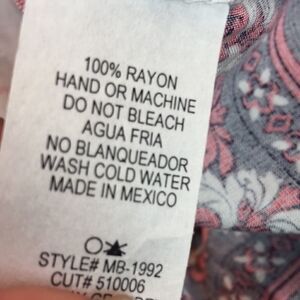 100% RAYON
HAND OR MACHINE
DO NOT BLEACH
AGUA FRIA
NO BLANQUEADOR
WASH COLD WATER
MADE IN MEXICO
STYLE# MB-1992
CUT# 510006